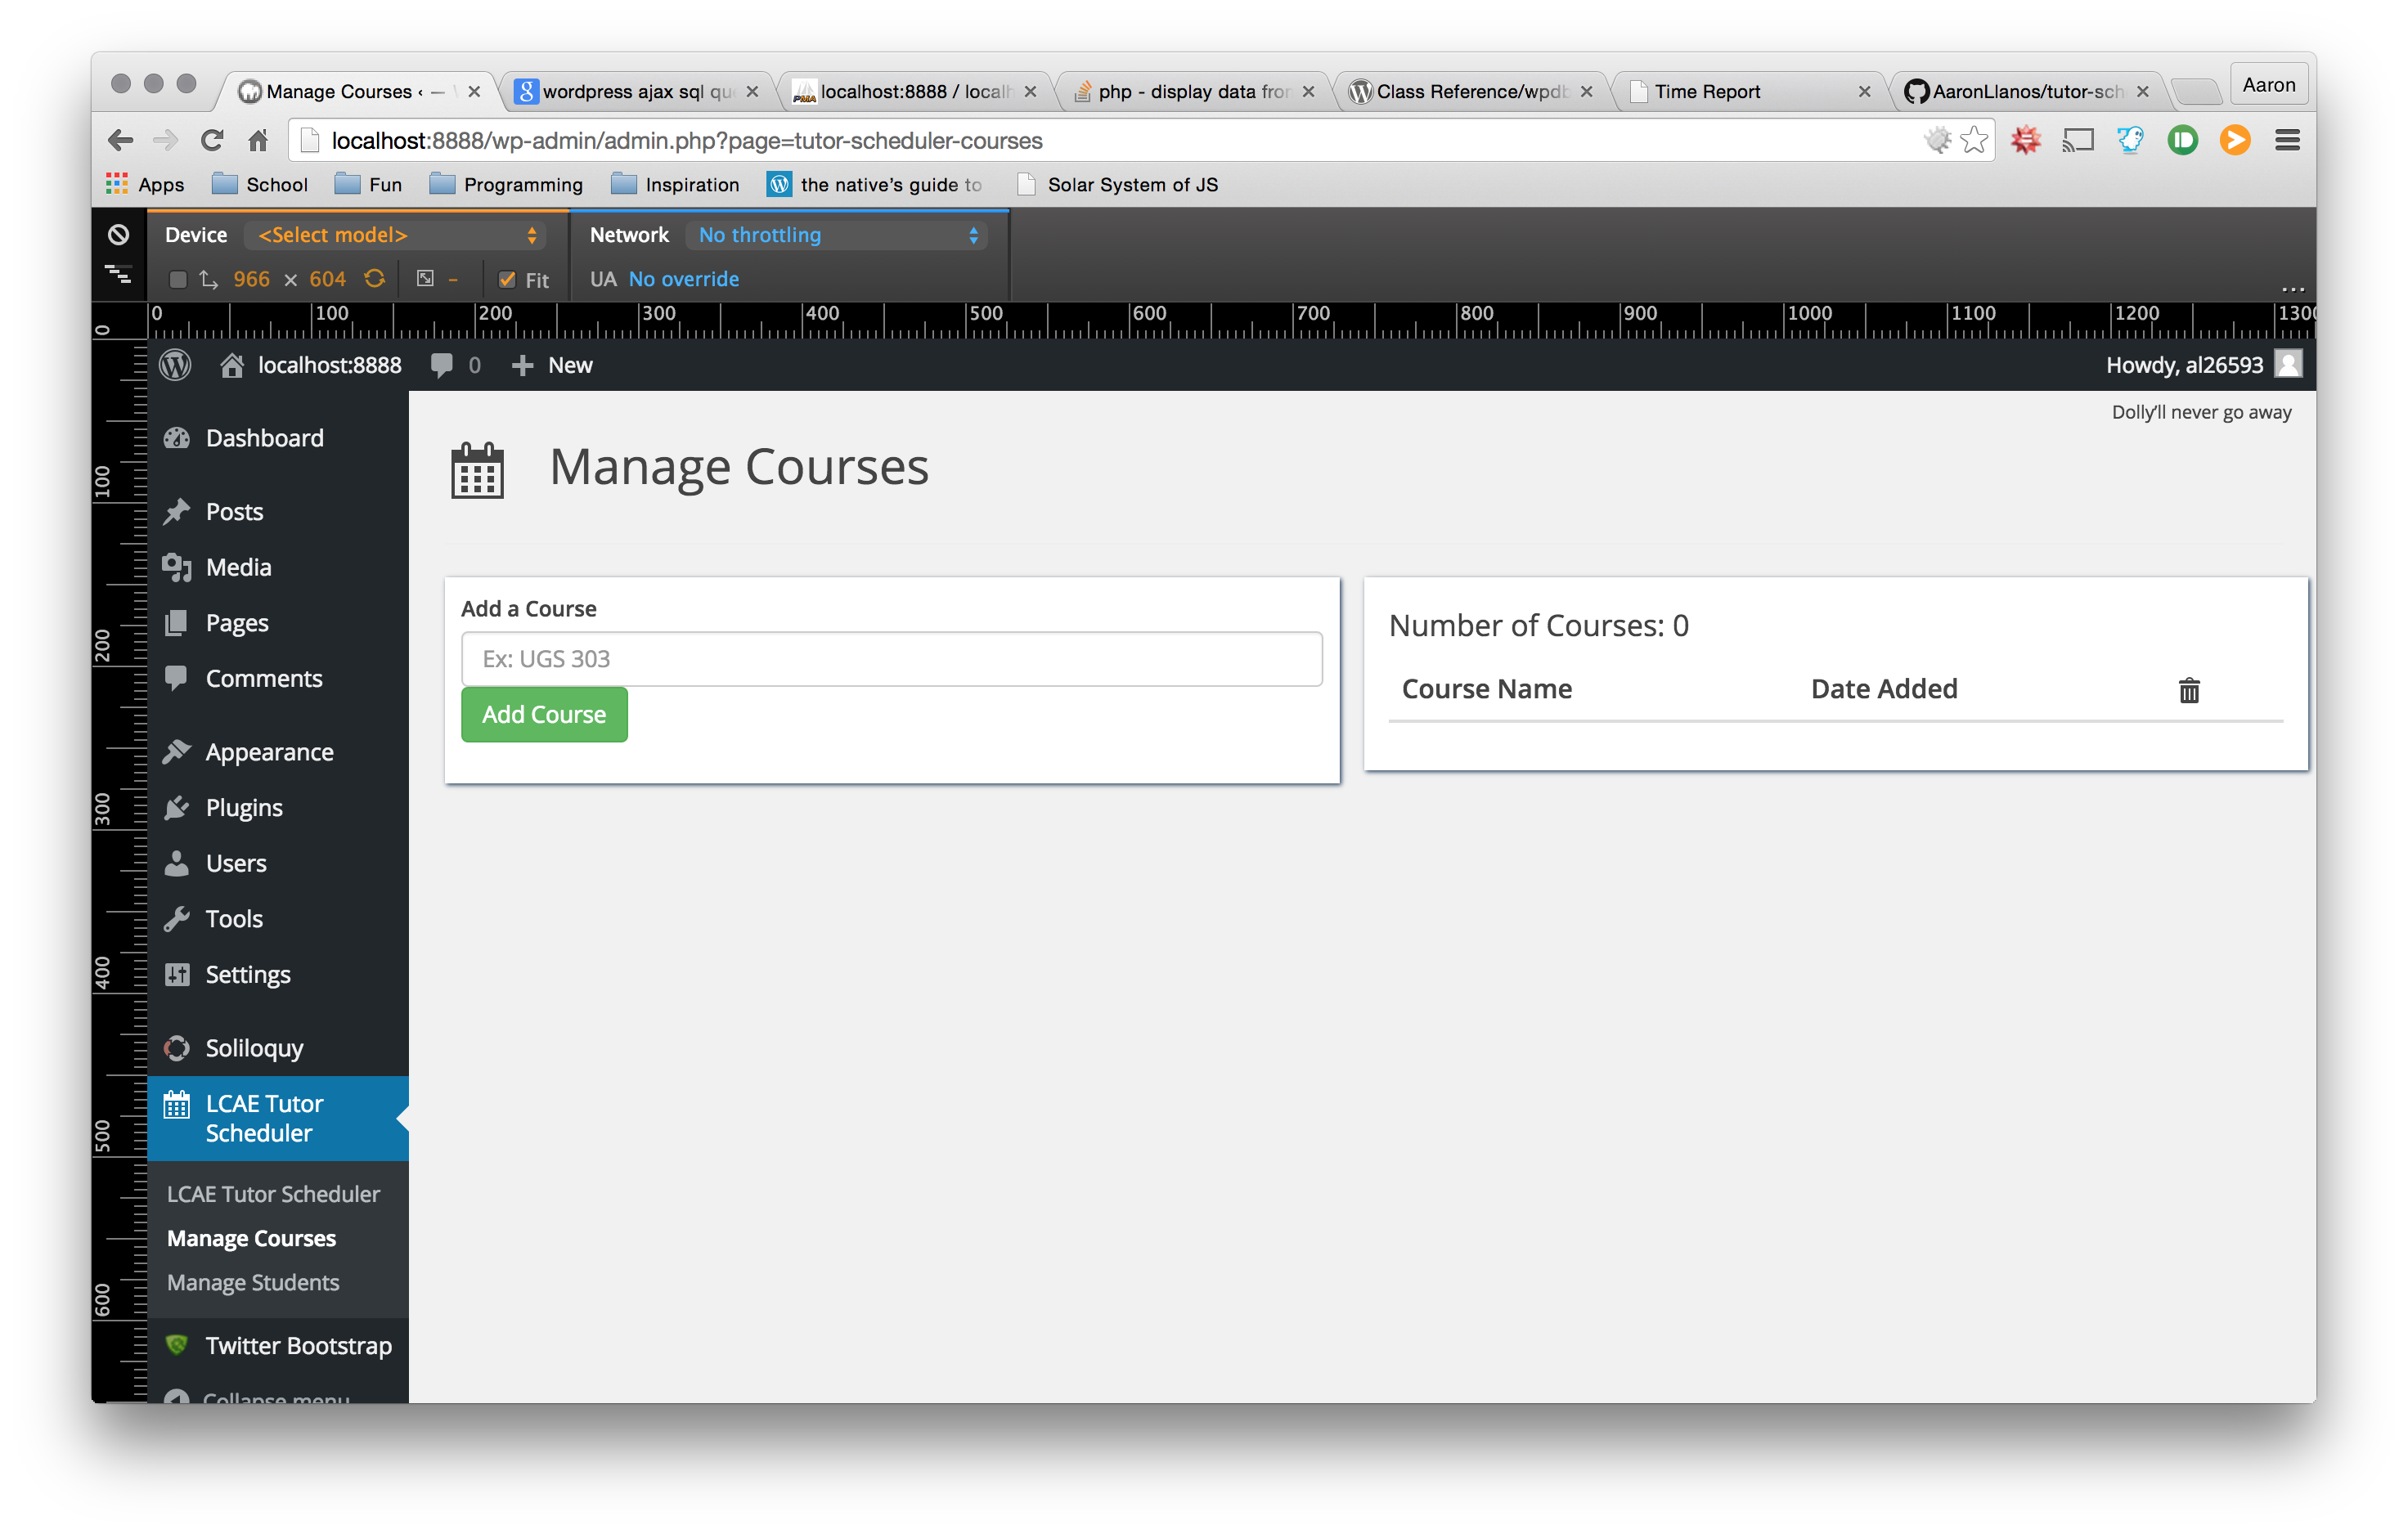 Manage Courses ‹ —
wordpress ajax sql que
localhost:8888 / localh
php - display data fron
Class Reference/wpdb
Time Report
AaronLlanos/tutor-sch
Aaron
localhost:8888/wp-admin/admin.php?page=tutor-scheduler-courses
Apps
School
Fun
Programming
Inspiration
the native's guide to
Solar System of JS
Device <Select model>
Network No throttling
966 × 604
-
Fit
UA No override
...
0 100 200 300 400 500 600 700 800 900 1000 1100 1200 1300
0
100
200
300
400
500
600
localhost:8888
0
New
Howdy, al26593
Dolly'll never go away
Dashboard
Posts
Media
Pages
Comments
Appearance
Plugins
Users
Tools
Settings
Soliloquy
LCAE Tutor
Scheduler
LCAE Tutor Scheduler
Manage Courses
Manage Students
Twitter Bootstrap
Collapse menu
Manage Courses
Add a Course
Ex: UGS 303
Add Course
Number of Courses: 0
Course Name Date Added